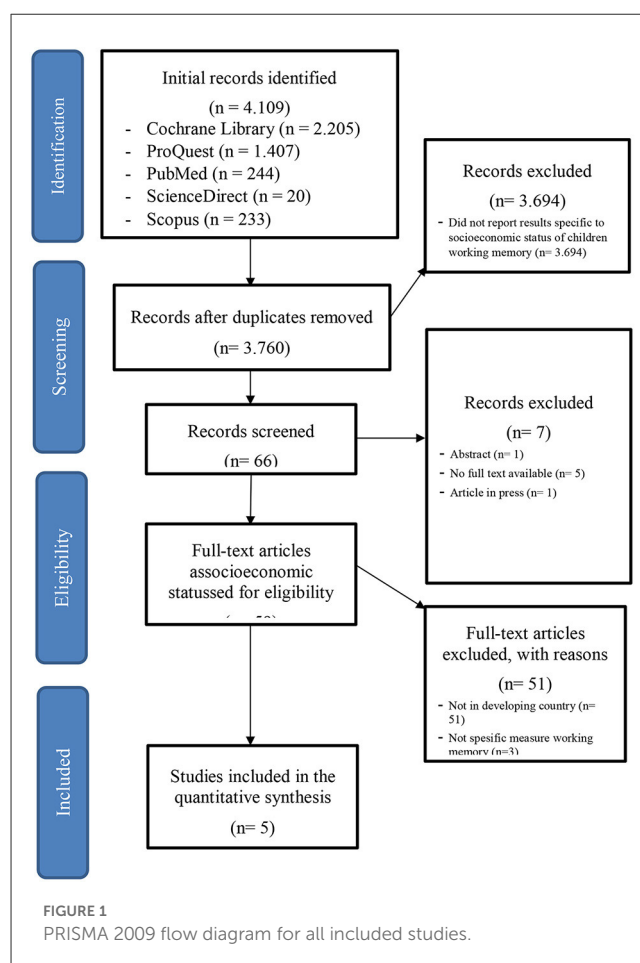 Identification
Initial records identified
(n = 4.109)
- Cochrane Library (n = 2.205)
- ProQuest (n = 1.407)
- PubMed (n = 244)
- ScienceDirect (n = 20)
- Scopus (n = 233)
Records excluded
(n= 3.694)
- Did not report results specific to
socioeconomic status of children
working memory (n= 3.694)
Screening
Records after duplicates removed
(n= 3.760)
Records screened
(n= 66)
Records excluded
(n= 7)
- Abstract (n= 1)
- No full text available (n= 5)
- Article in press (n= 1)
Eligibility
Full-text articles
associoeconomic
statussed for eligibility
Full-text articles
excluded, with reasons
(n= 51)
- Not in developing country (n=
51)
- Not spesific measure working
memory (n=3)
Included
Studies included in the
quantitative synthesis
(n= 5)
FIGURE 1
PRISMA 2009 flow diagram for all included studies.